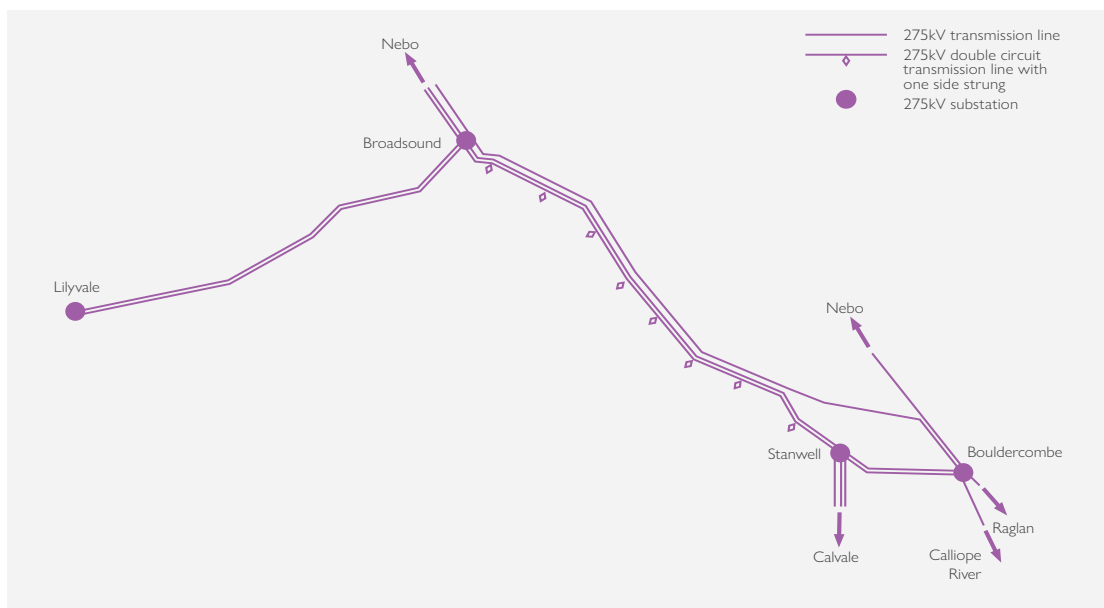 275kV transmission line
275kV double circuit
transmission line with
one side strung
275kV substation
Nebo
Broadsound
Lilyvale
Nebo
Stanwell
Bouldercombe
Raglan
Calvale
Calliope
River